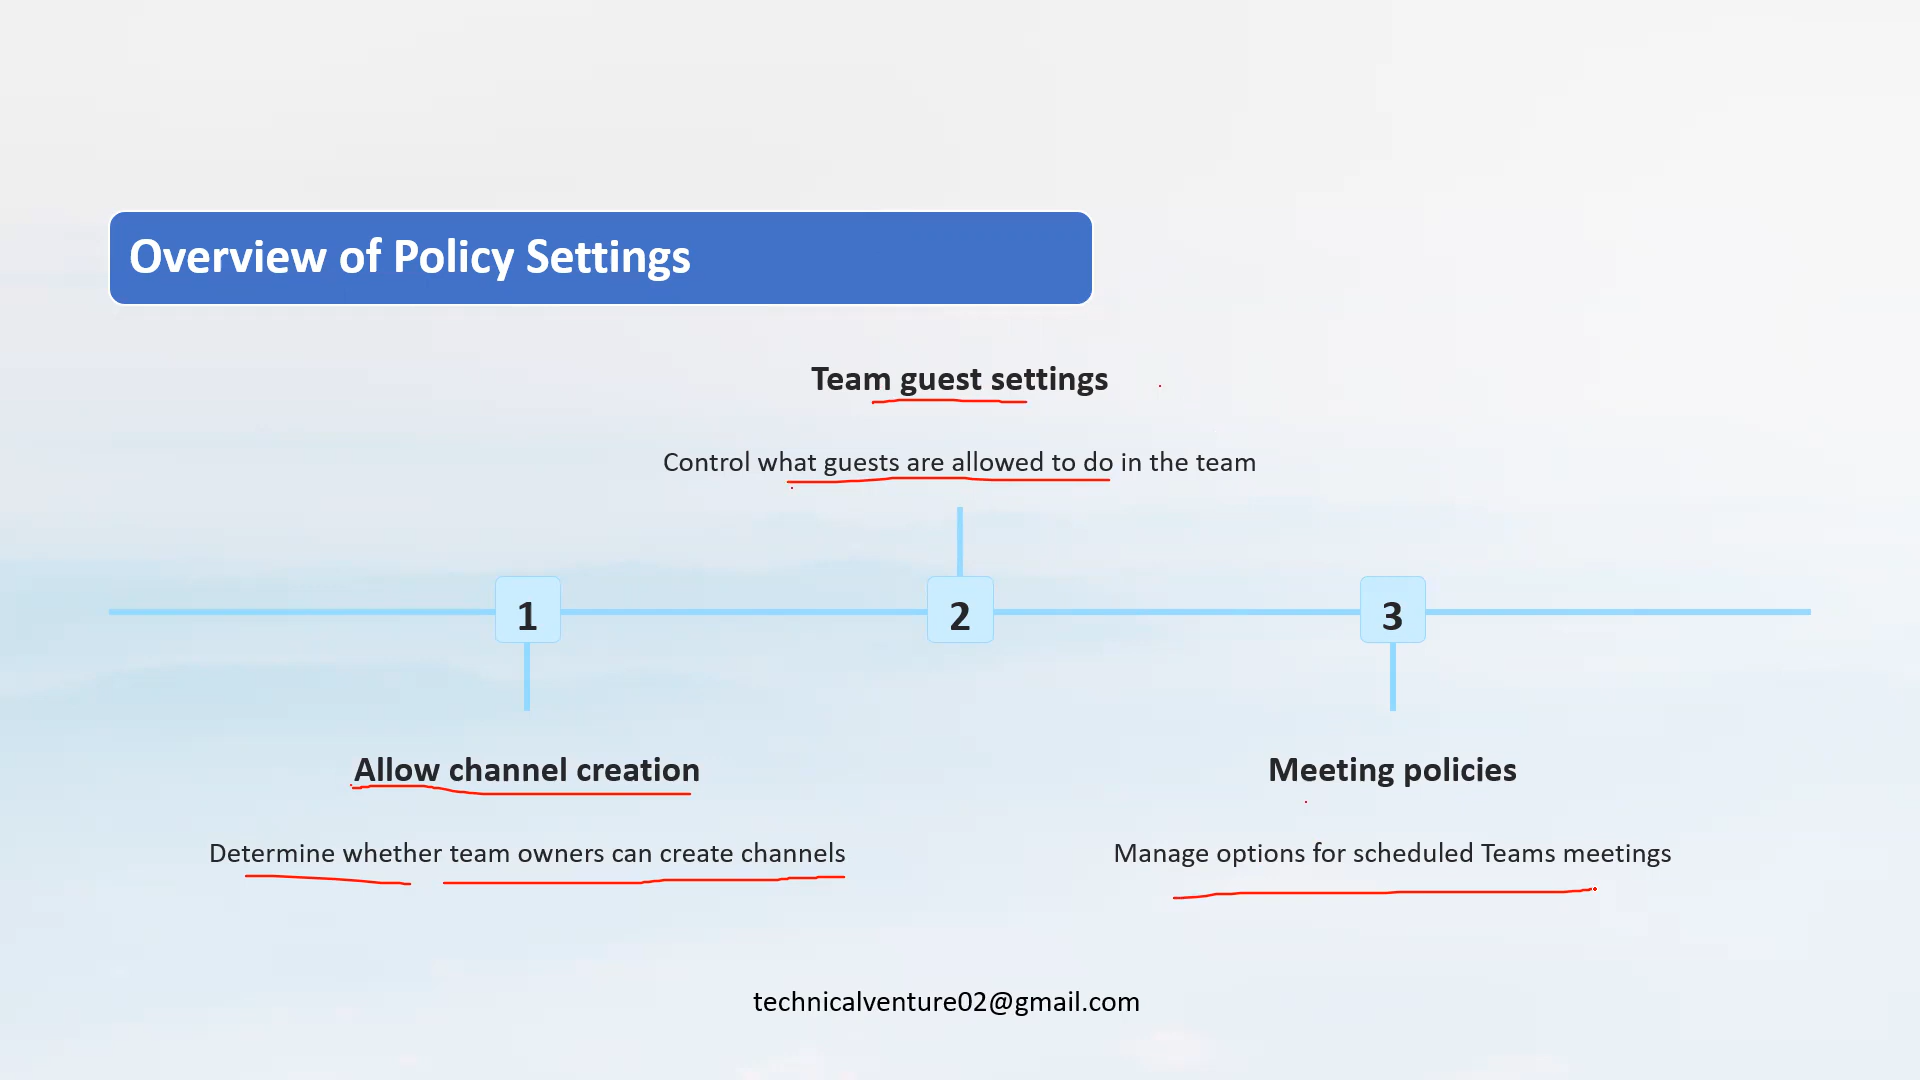 Overview of Policy Settings
Team guest settings
Control what guests are allowed to do in the team
1
2
3
Allow channel creation
Determine whether team owners can create channels
Meeting policies
Manage options for scheduled Teams meetings
technicalventure02@gmail.com